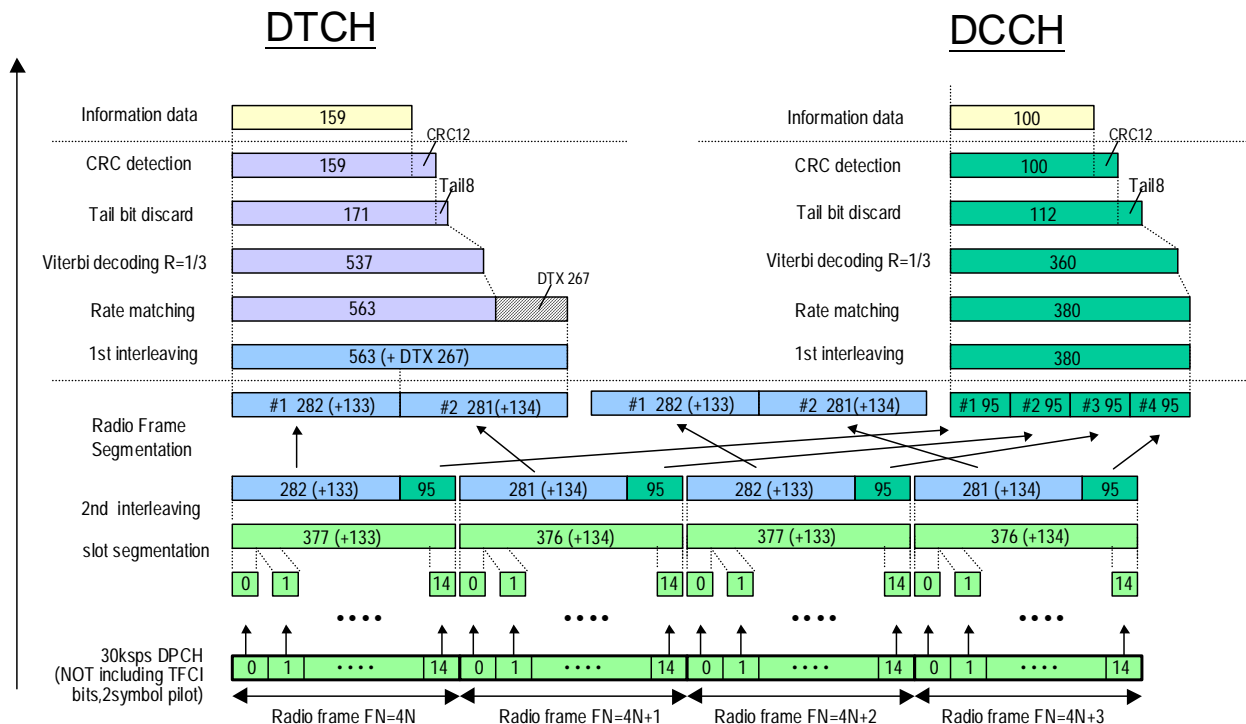 DTCH
DCCH
Information data
159
Information data
100
CRC12
CRC12
CRC detection
159
CRC detection
100
Tail8
Tail8
Tail bit discard
171
Tail bit discard
112
Viterbi decoding R=1/3
537
Viterbi decoding R=1/3
360
DTX 267
Rate matching
563
Rate matching
380
1st interleaving
563 (+ DTX 267)
1st interleaving
380
#1 282 (+133)
#2 281(+134)
#1 282 (+133)
#2 281(+134)
#1 95
#2 95
#3 95
#4 95
Radio Frame
Segmentation
282 (+133)
95
281 (+134)
95
282 (+133)
95
281 (+134)
95
2nd interleaving
377 (+133)
376 (+134)
377 (+133)
376 (+134)
slot segmentation
0
1
14
0
1
14
0
1
14
0
1
14
• • • •
• • • •
• • • •
• • • •
30ksps DPCH
(NOT including TFCI
bits,2symbol pilot)
0
1
• • • •
14
0
1
• • • •
14
0
1
• • • •
14
0
1
• • • •
14
Radio frame FN=4N
Radio frame FN=4N+1
Radio frame FN=4N+2
Radio frame FN=4N+3